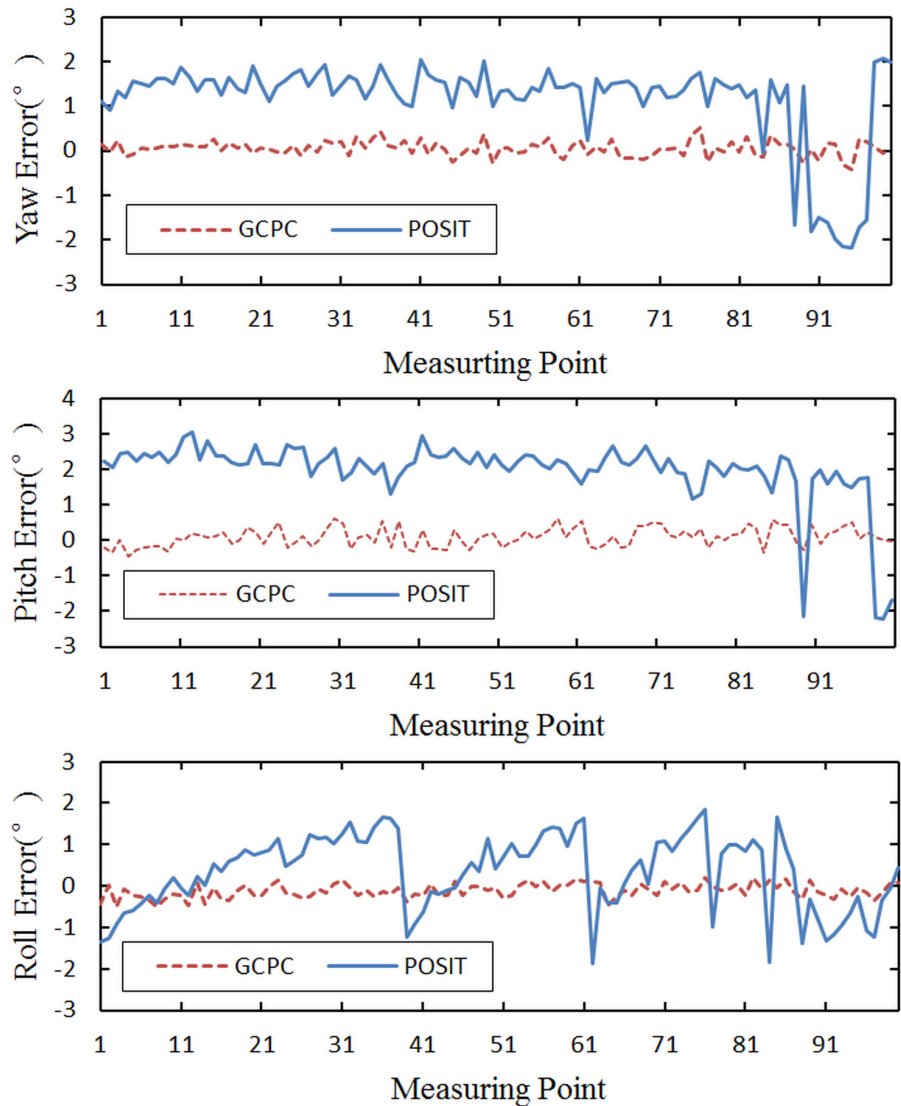 3
2
1
0
-1
-2
-3
Yaw Error(°)
GCPC POSIT
1 11 21 31 41 51 61 71 81 91
Measurting Point
4
3
2
1
0
-1
-2
-3
Pitch Error(°)
GCPC POSIT
1 11 21 31 41 51 61 71 81 91
Measuring Point
3
2
1
0
-1
-2
-3
Roll Error(°)
GCPC POSIT
1 11 21 31 41 51 61 71 81 91
Measuring Point